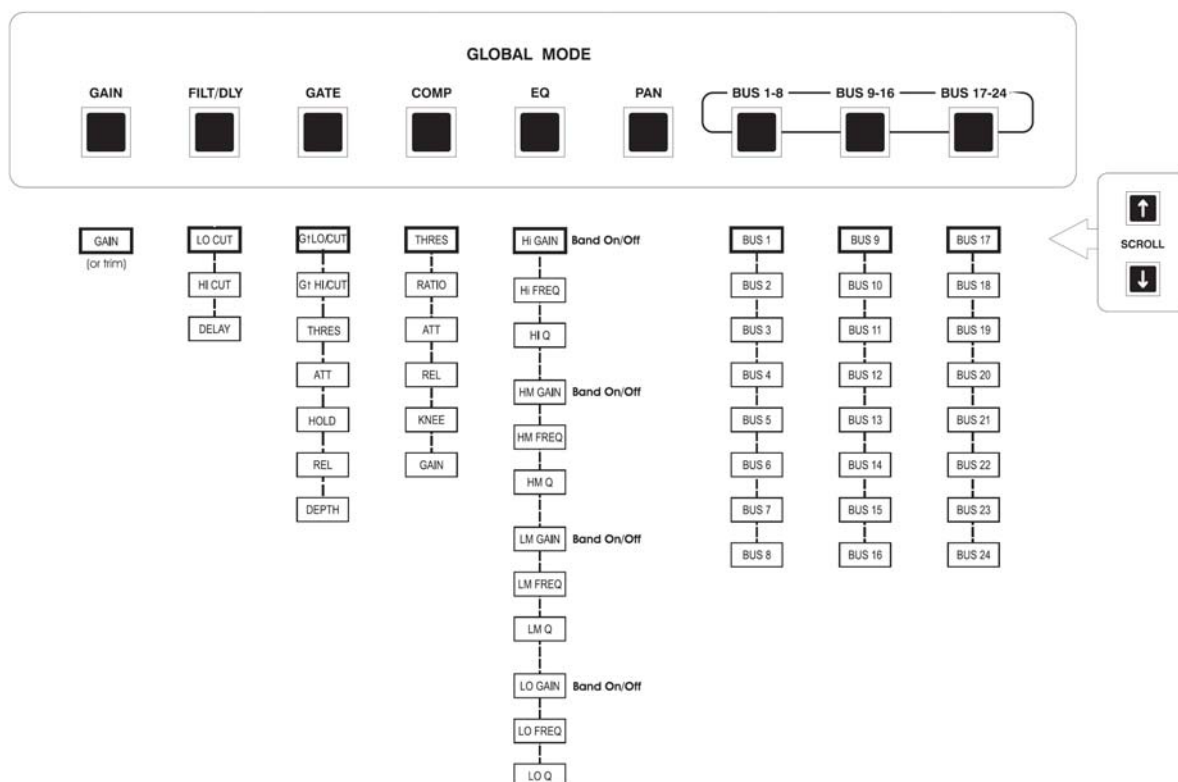 GLOBAL MODE
GAIN FILT/DLY GATE COMP EQ PAN BUS 1-8 BUS 9-16 BUS 17-24
↑
SCROLL
↓
GAIN
(or trim)
LO CUT
HI CUT
DELAY
G↑LO/CUT
G↑ HI/CUT
THRES
ATT
HOLD
REL
DEPTH
THRES
RATIO
ATT
REL
KNEE
GAIN
Hi GAIN Band On/Off
Hi FREQ
HI Q
HM GAIN Band On/Off
HM FREQ
HM Q
LM GAIN Band On/Off
LM FREQ
LM Q
LO GAIN Band On/Off
LO FREQ
LO Q
BUS 1
BUS 2
BUS 3
BUS 4
BUS 5
BUS 6
BUS 7
BUS 8
BUS 9
BUS 10
BUS 11
BUS 12
BUS 13
BUS 14
BUS 15
BUS 16
BUS 17
BUS 18
BUS 19
BUS 20
BUS 21
BUS 22
BUS 23
BUS 24